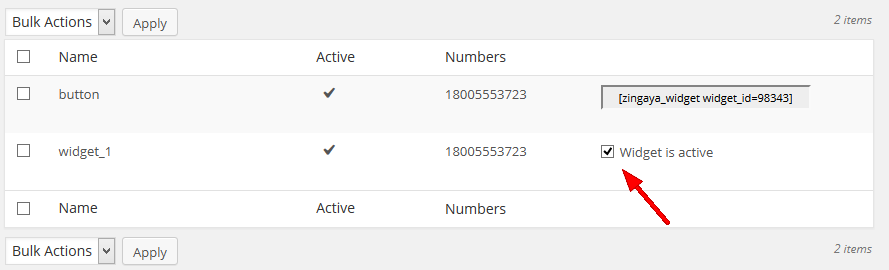 Bulk Actions Apply 2 items
Name Active Numbers
button 18005553723 [zingaya_widget widget_id=98343]
widget_1 18005553723 Widget is active
Name Active Numbers
Bulk Actions Apply 2 items